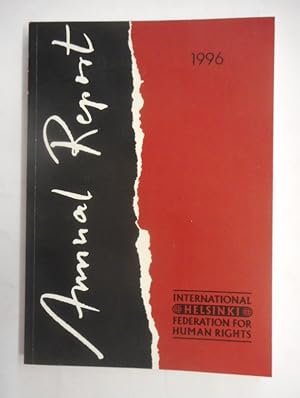 Annual Report
1996
INTERNATIONAL
HELSINKI
FEDERATION FOR
HUMAN RIGHTS